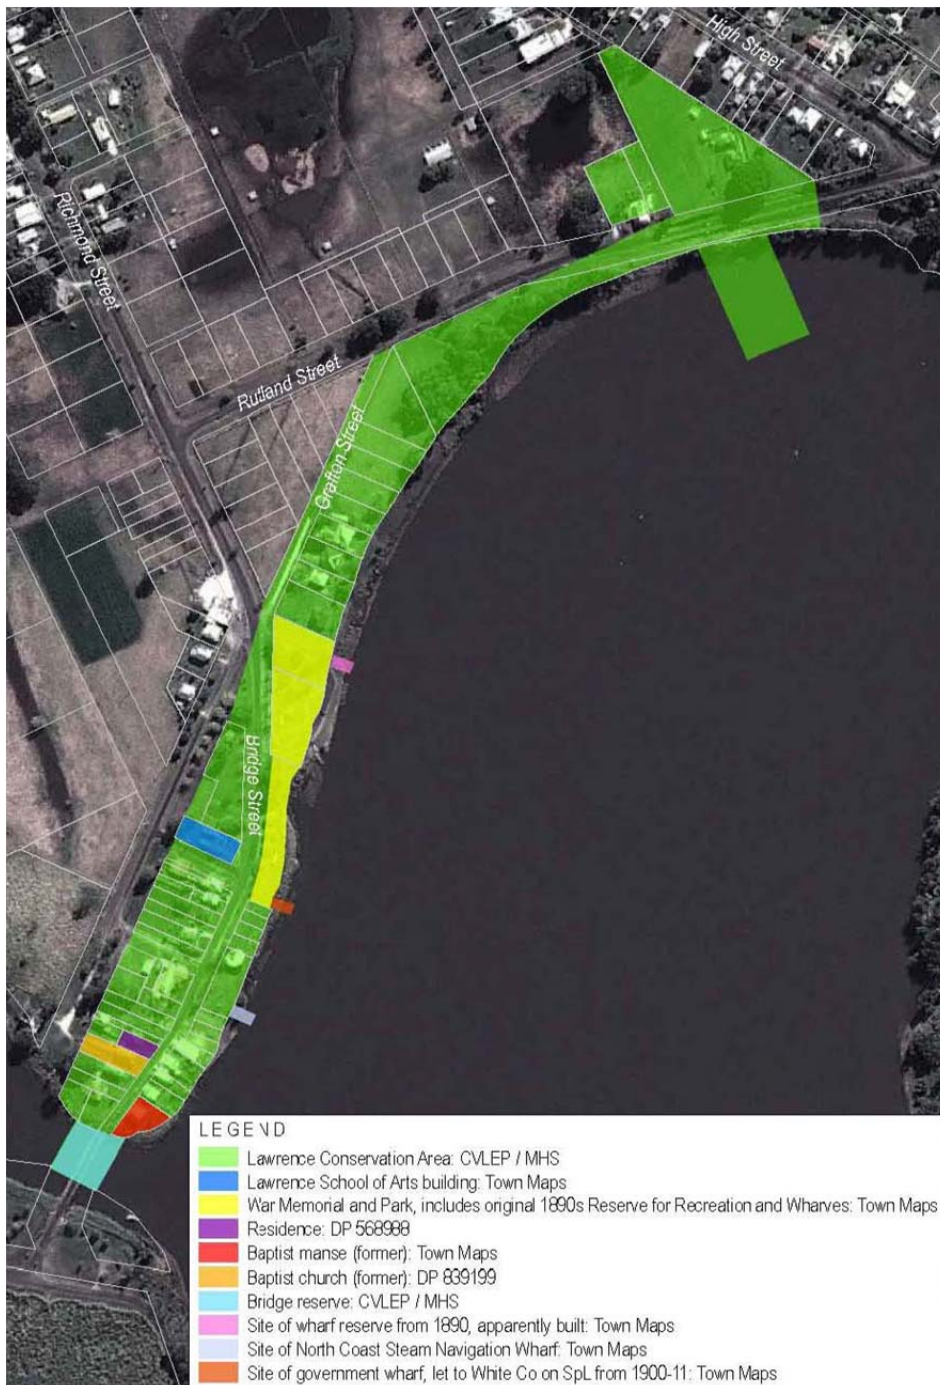 High Street
Richmond Street
Rutland Street
Grafton Street
Bridge Street
LEGEND
Lawrence Conservation Area: CVLEP / MHS
Lawrence School of Arts building: Town Maps
War Memorial and Park, includes original 1890s Reserve for Recreation and Wharves: Town Maps
Residence: DP 568988
Baptist manse (former): Town Maps
Baptist church (former): DP 839199
Bridge reserve: CVLEP / MHS
Site of wharf reserve from 1890, apparently built: Town Maps
Site of North Coast Steam Navigation Wharf: Town Maps
Site of government wharf, let to White Co on SpL from 1900-11: Town Maps